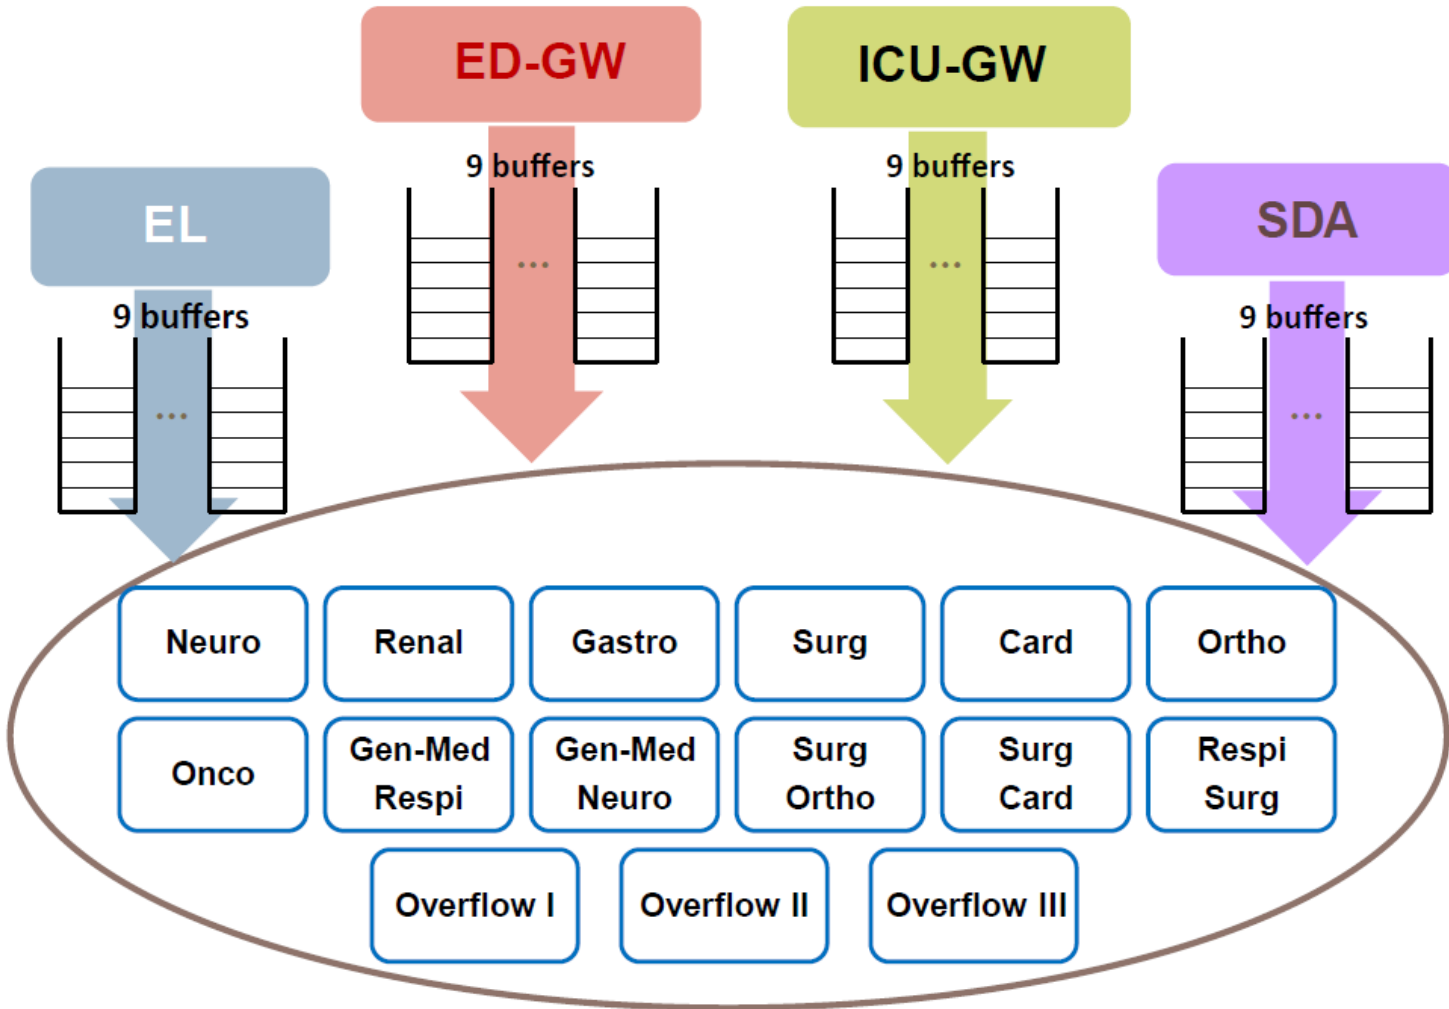 ED-GW
ICU-GW
EL
SDA
9 buffers
9 buffers
9 buffers
9 buffers
...
...
...
...
Neuro
Renal
Gastro
Surg
Card
Ortho
Onco
Gen-Med
Respi
Gen-Med
Neuro
Surg
Ortho
Surg
Card
Respi
Surg
Overflow I
Overflow II
Overflow III